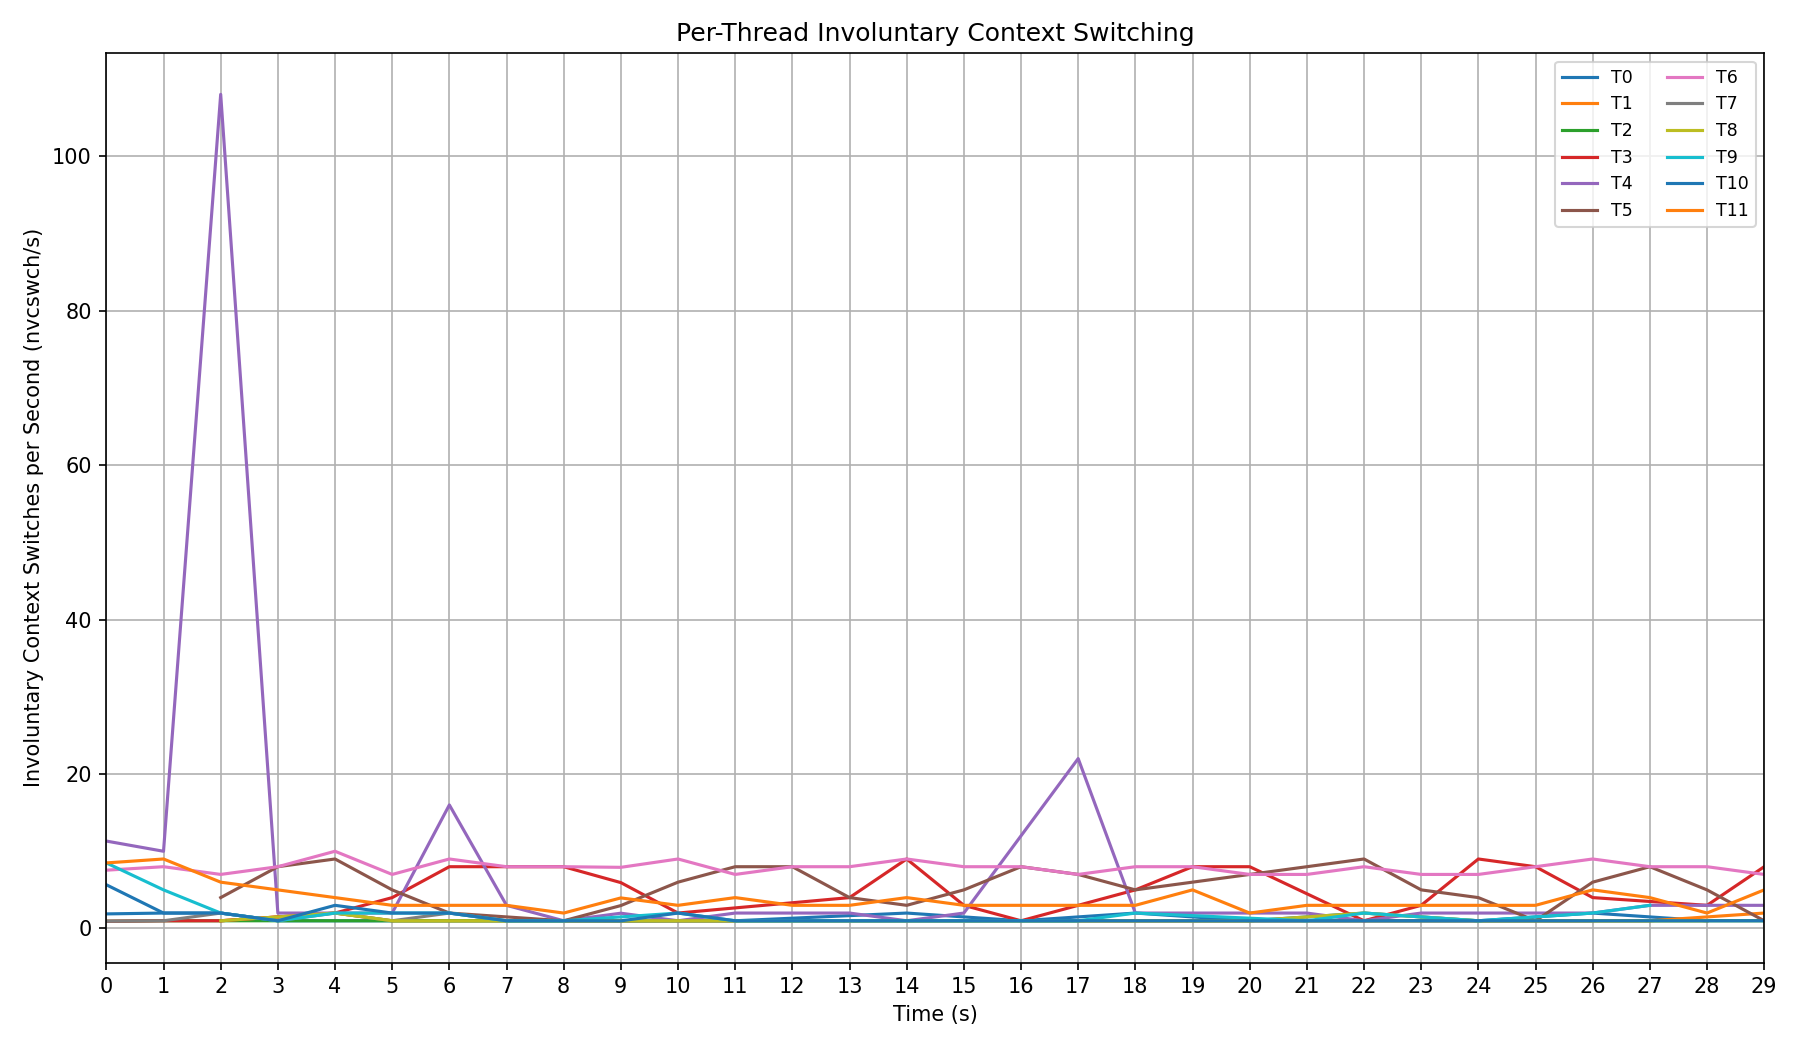 Per-Thread Involuntary Context Switching
Involuntary Context Switches per Second (nvcswch/s)
100
80
60
40
20
0
T0 T6
T1 T7
T2 T8
T3 T9
T4 T10
T5 T11
0 1 2 3 4 5 6 7 8 9 10 11 12 13 14 15 16 17 18 19 20 21 22 23 24 25 26 27 28 29
Time (s)